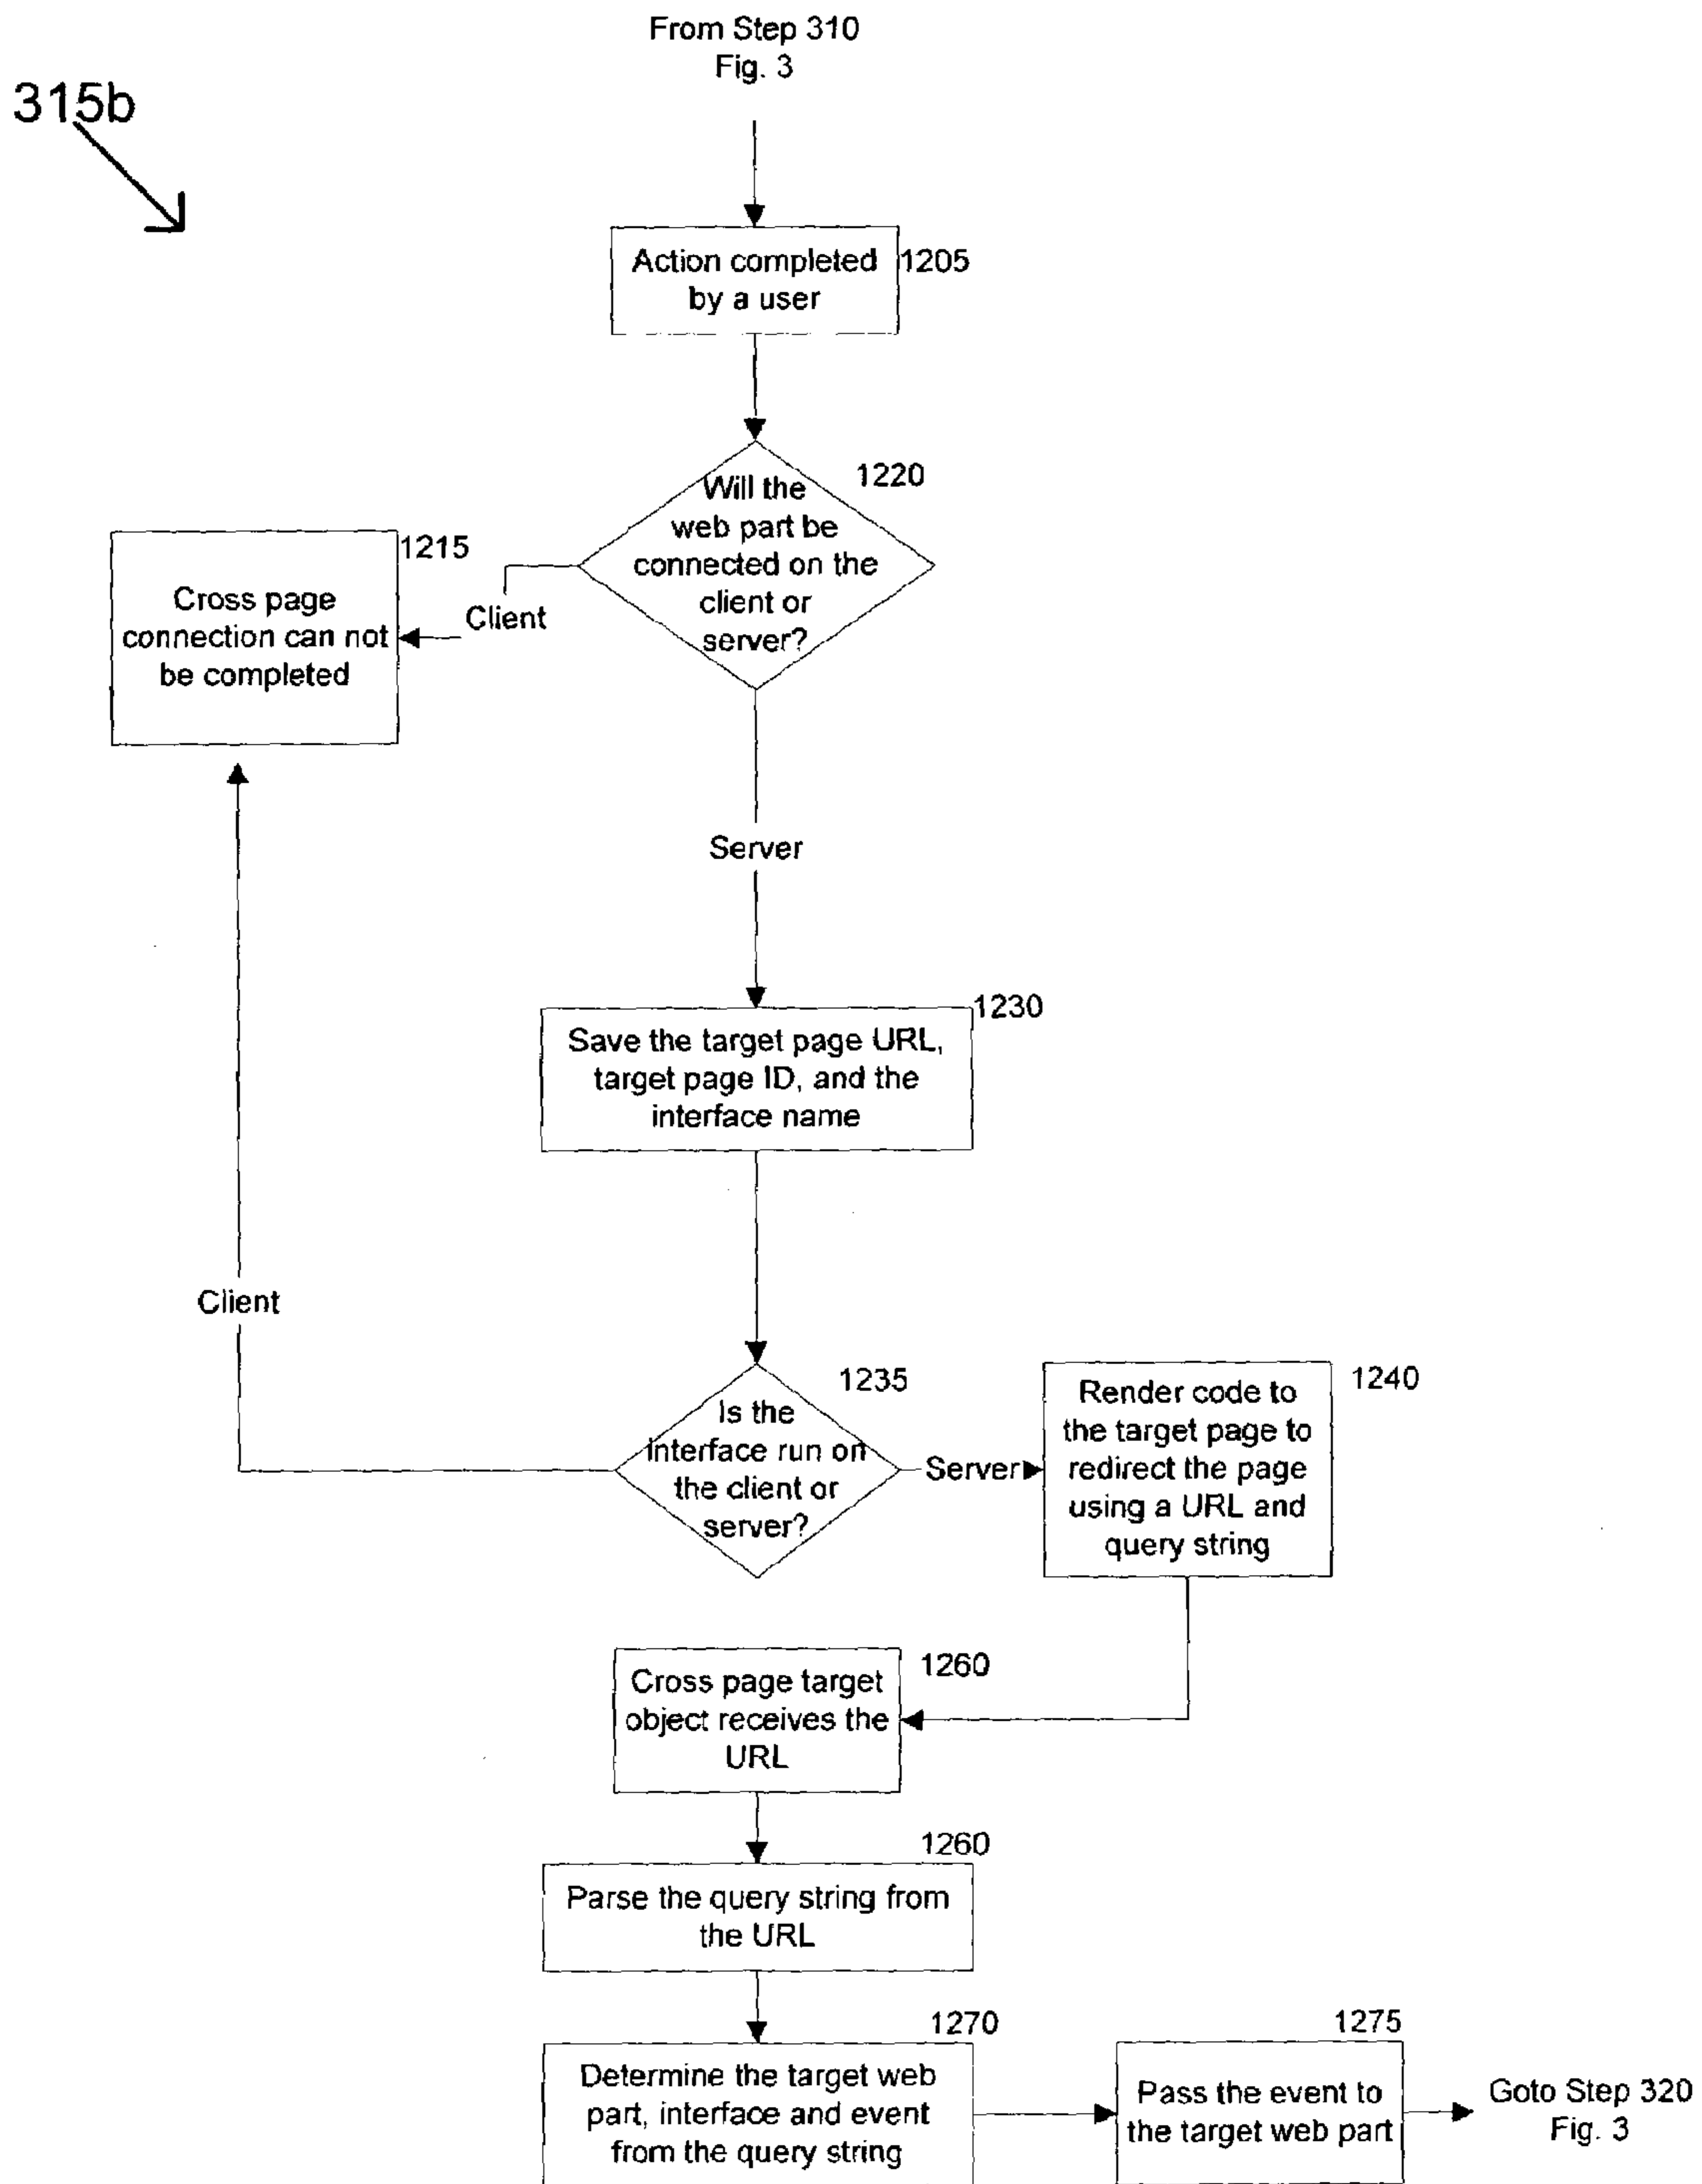 From Step 310
Fig. 3
315b
Action completed
by a user
1205
1220
Will the
web part be
connected on the
client or
server?
1215
Cross page
connection can not
be completed
Client
Server
1230
Save the target page URL,
target page ID, and the
interface name
Client
1235
Is the
interface run on
the client or
server?
Server
1240
Render code to
the target page to
redirect the page
using a URL and
query string
1260
Cross page target
object receives the
URL
1260
Parse the query string from
the URL
1270
Determine the target web
part, interface and event
from the query string
1275
Pass the event to
the target web part
Goto Step 320
Fig. 3